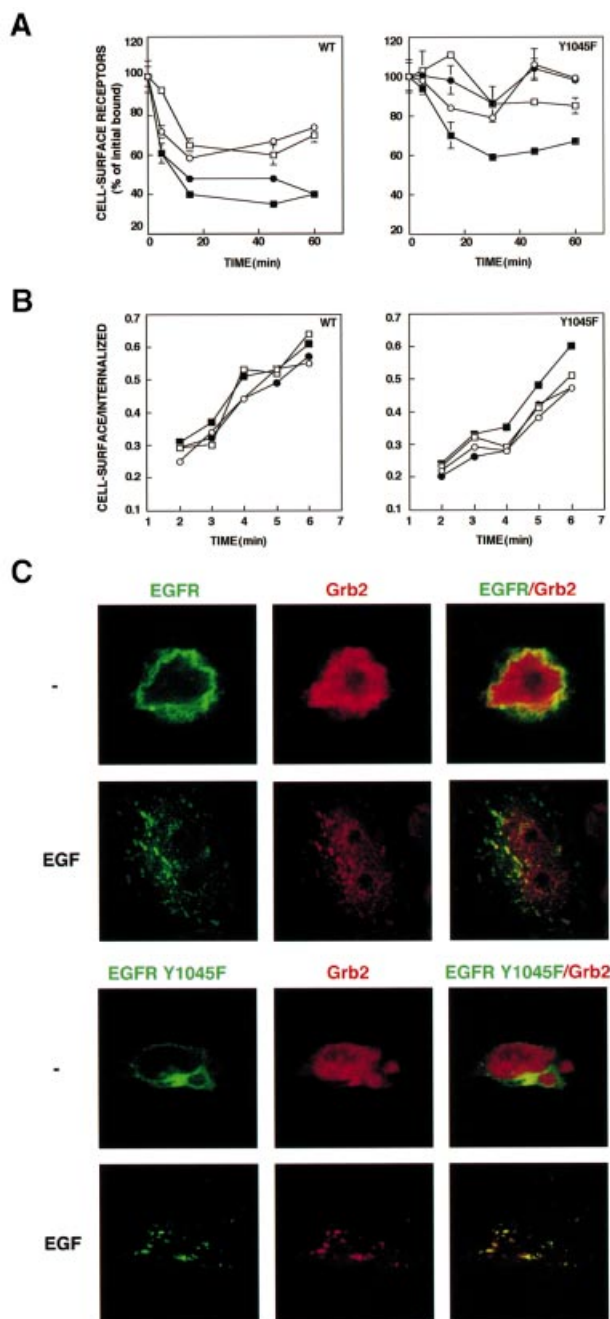 A
CELL-SURFACE RECEPTORS
(% of initial bound)
120
100
80
60
40
20
WT
0 20 40 60
TIME(min)
120
100
80
60
40
20
Y1045F
0 20 40 60
TIME(min)
B
CELL-SURFACE/INTERNALIZED
0.7
0.6
0.5
0.4
0.3
0.2
0.1
WT
1 2 3 4 5 6 7
TIME(min)
0.7
0.6
0.5
0.4
0.3
0.2
0.1
Y1045F
1 2 3 4 5 6 7
TIME(min)
C
EGFR Grb2 EGFR/Grb2
-
EGF
EGFR Y1045F Grb2 EGFR Y1045F/Grb2
-
EGF